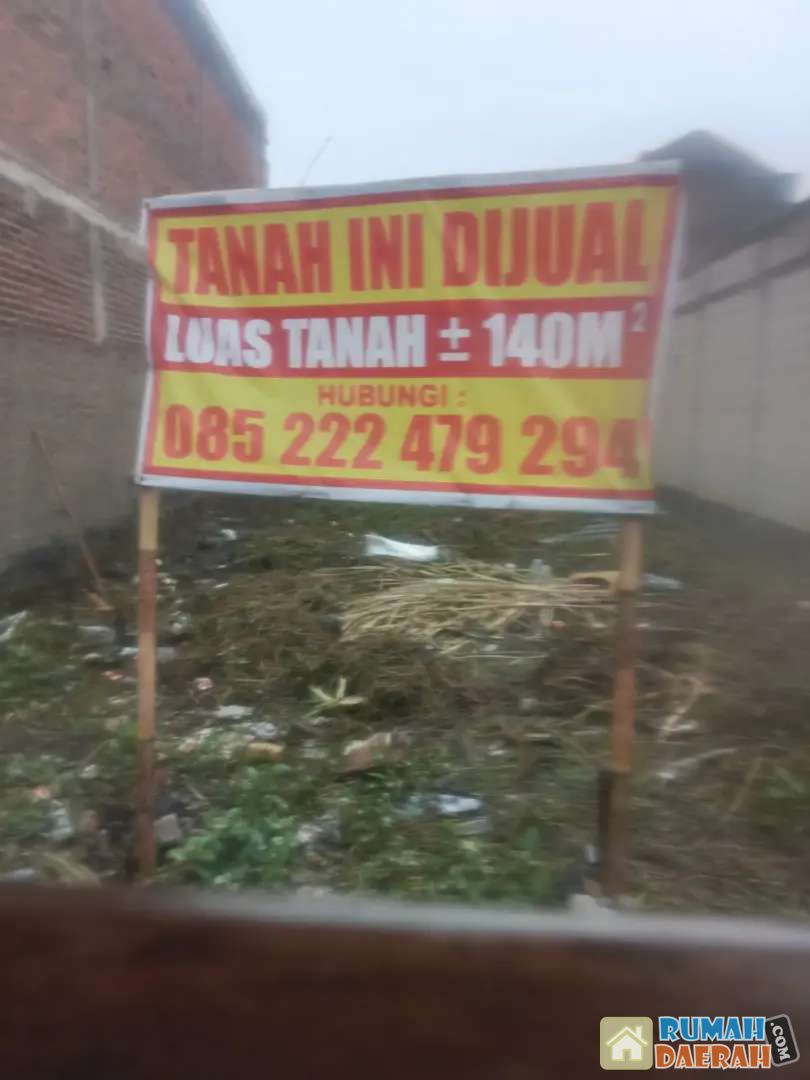 TANAH INI DIJUAL
LUAS TANAH ± 140M²
HUBUNGI :
085 222 479 294
RUMAH
DAERAH.COM